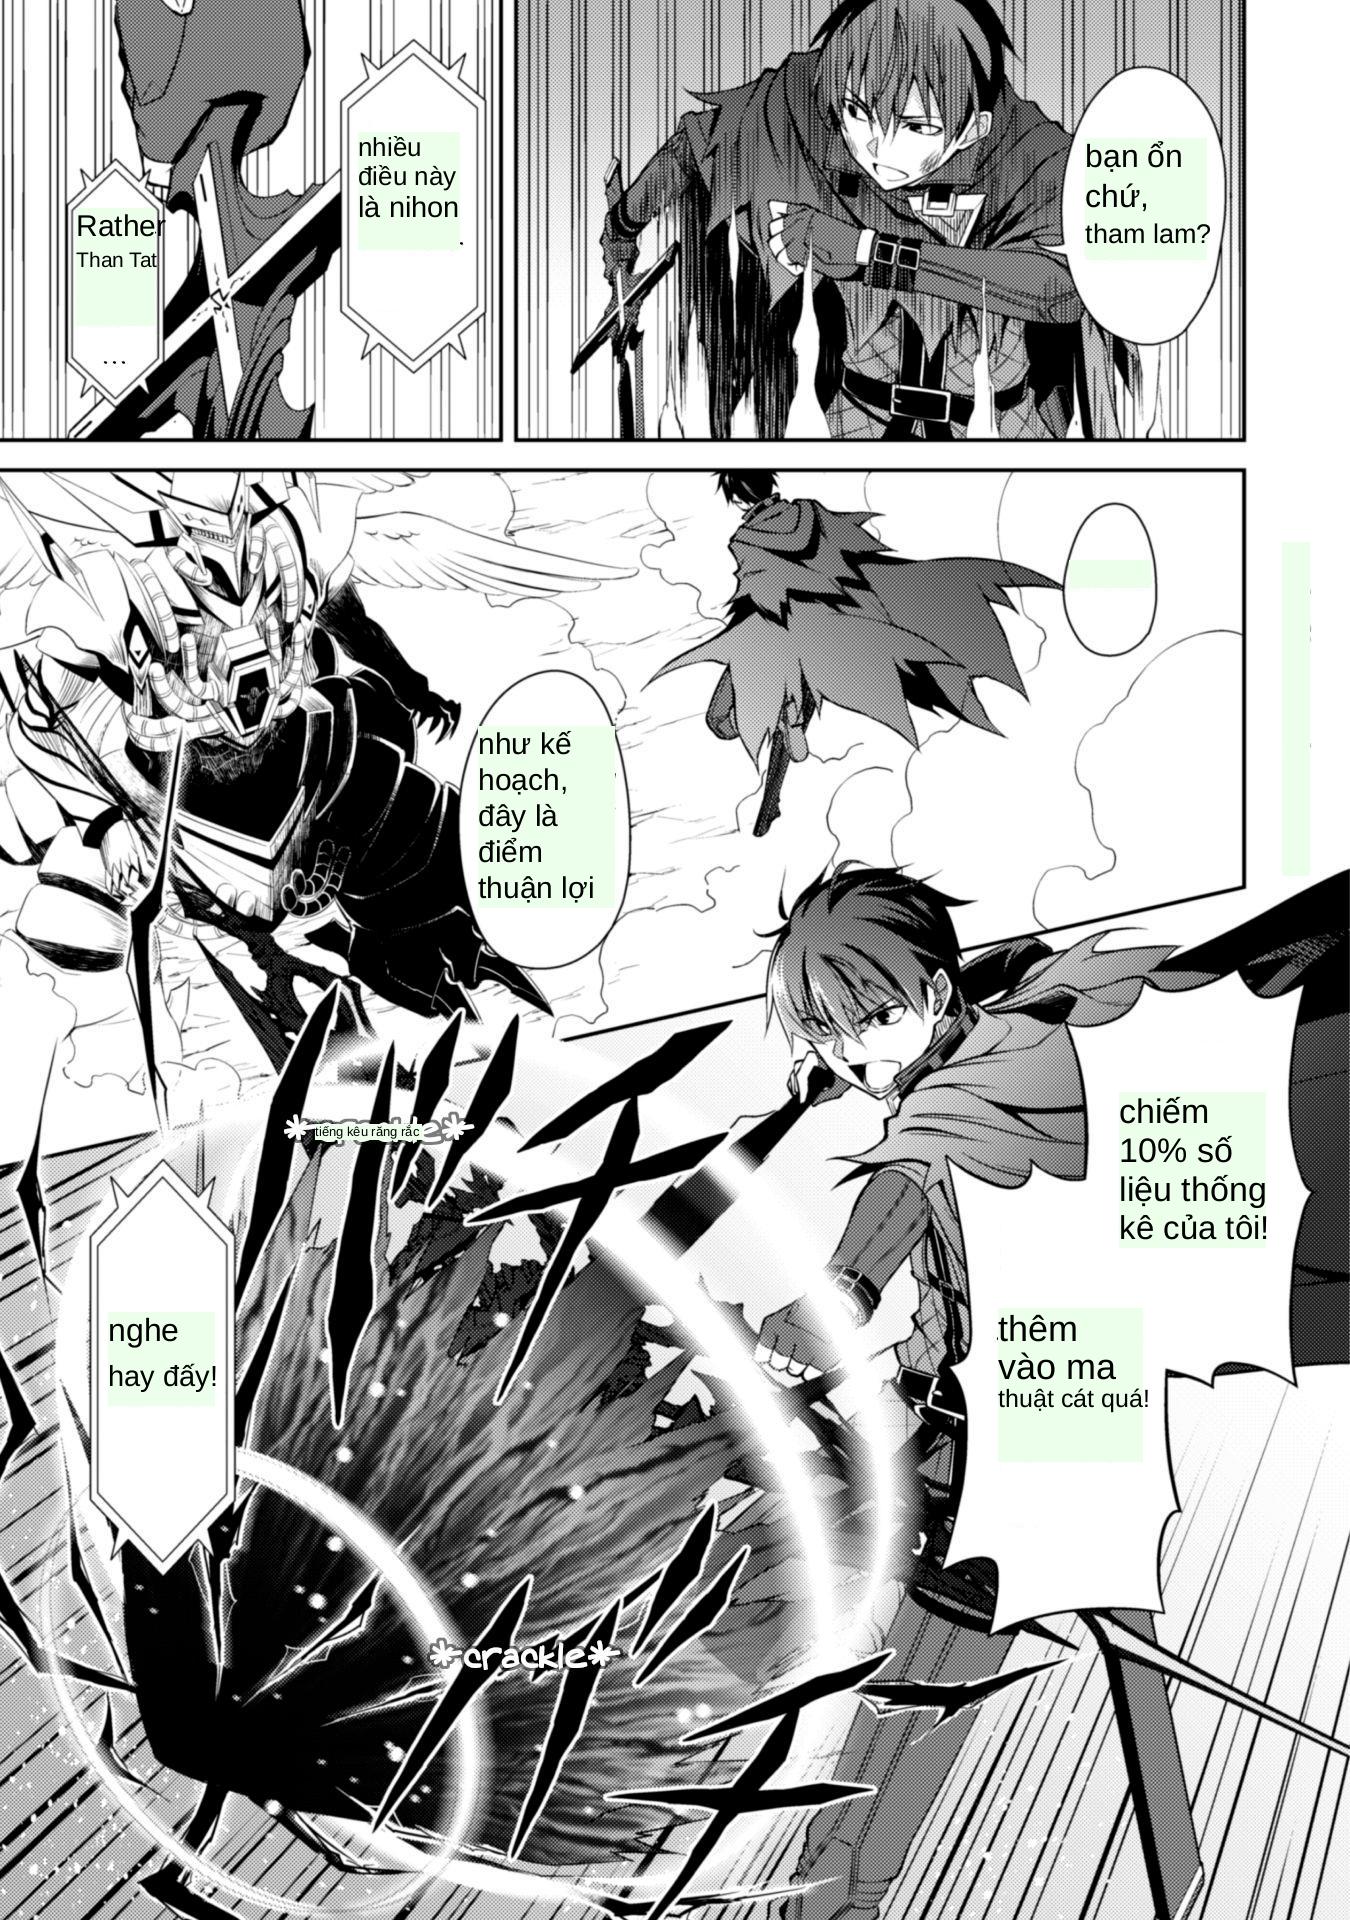 bạn ổn
chứ,
tham lam?
nhiều
điều này
là nihon
.
Rather
Than Tat
...
như kế
hoạch,
đây là
điểm
thuận lợi
chiếm
10% số
liệu thống
kê của tôi!
thêm
vào ma
thuật cát quá!
tiếng kêu răng rắc
nghe
hay đấy!
*crackle*